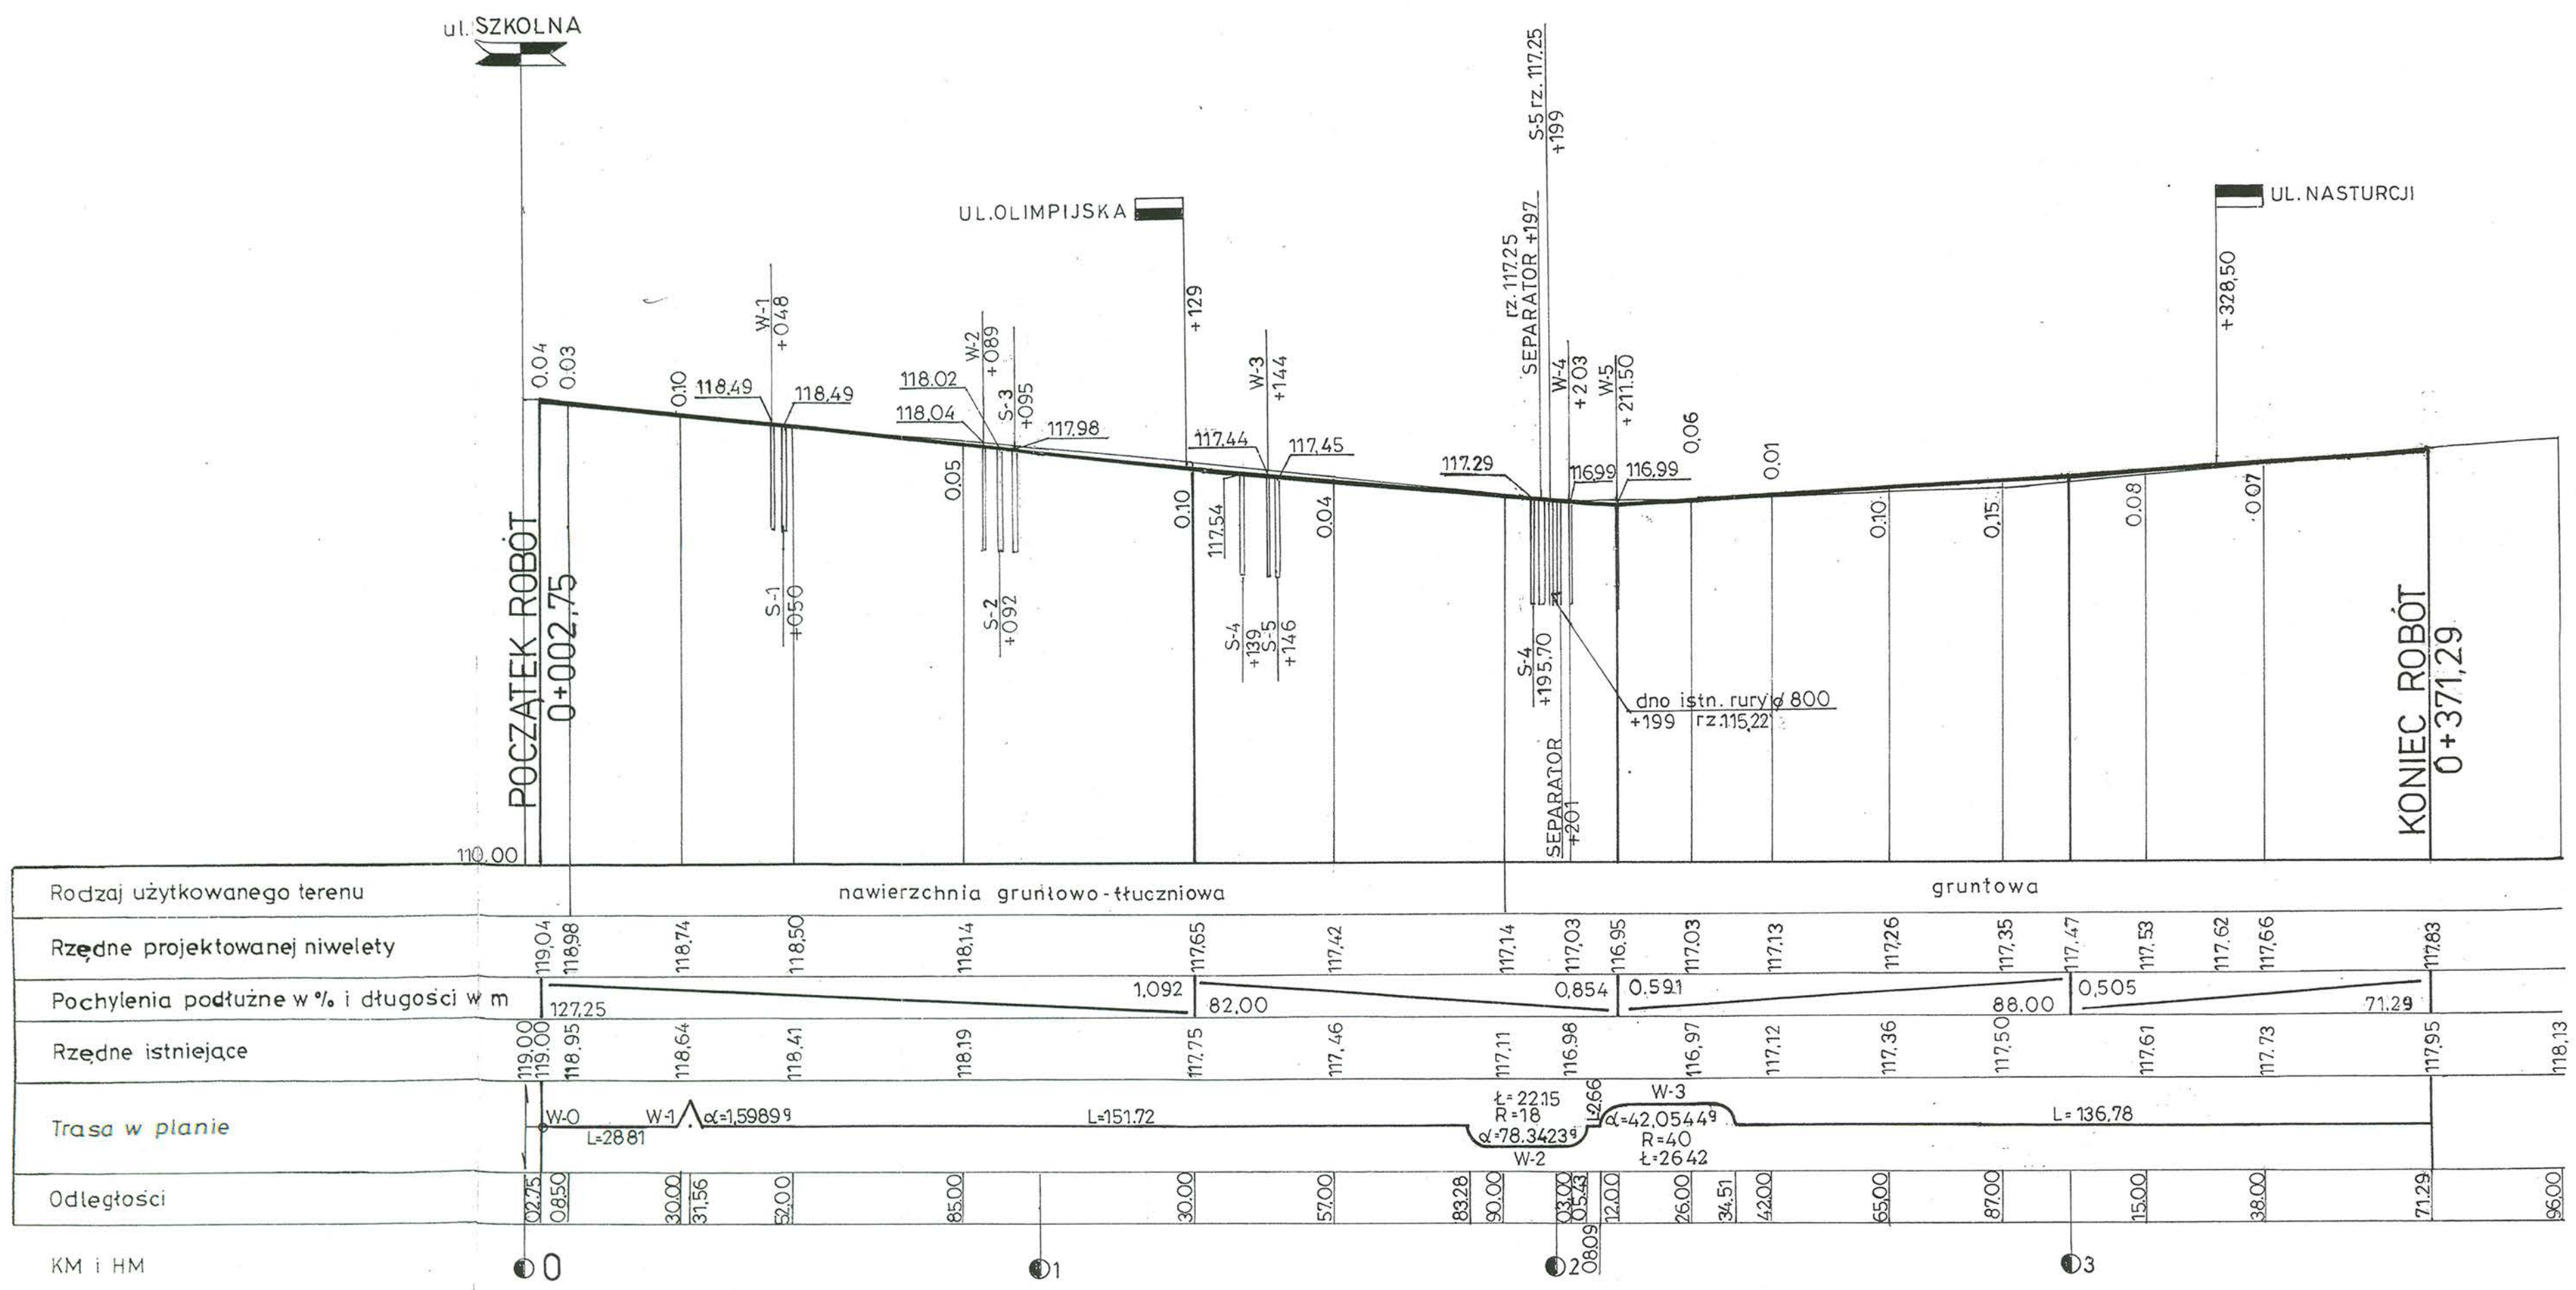 ul. SZKOLNA
S-5 rz. 117.25
+199
UL.OLIMPIJSKA
UL. NASTURCJI
rz. 117.25
SEPARATOR +197
+129
+328,50
W-1
+048
W-2
+089
S-3
+095
W-3
+144
W-4
+203
W-5
+211.50
0.04
0.03
0.10
118.49
118.49
118.02
118.04
117.98
117.44
117.45
117.29
116.99
116.99
0,06
0.01
0.05
0.10
117.54
0.04
0.10
0.15
0.08
0.07
S-1
+050
S-2
+092
S-4
+139
S-5
+146
S-4
+195.70
SEPARATOR
+201
dno istn. rury ø 800
+199 rz.115,22
POCZĄTEK ROBÓT
0+002,75
KONIEC ROBÓT
0+371,29
110.00
Rodzaj użytkowanego terenu nawierzchnia gruntowo-tłuczniowa gruntowa
Rzędne projektowanej niwelety 119,04 118,98 118,74 118,50 118,14 117,65 117,42 117,14 117,03 116,95 117,03 117,13 117,26 117,35 117,47 117.53 117.62 117,66 117.83
Pochylenia podłużne w % i długości w m 127,25 1.092 82,00 0,854 0,591 88.00 0,505 71.29
Rzędne istniejące 119.00 119.00 118.95 118,64 118.41 118.19 117.75 117,46 117,11 116.98 116,97 117,12 117.36 117.50 117.61 117.73 117,95 118,13
Trasa w planie W-0 L=28.81 W-1 α=1,5989g L=151.72 Ł=22.15 R=18 α=78.3423g W-2 L=2.66 W-3 α=42,0544g R=40 Ł=26.42 L=136,78
Odległości 02.75 08.50 30.00 31,56 52,00 85.00 30.00 57.00 83.28 90.00 03.00 05.43 08.09 12.00 26.00 34.51 42.00 65,00 87.00 15.00 38.00 71.29 96.00
KM i HM 0 1 2 3